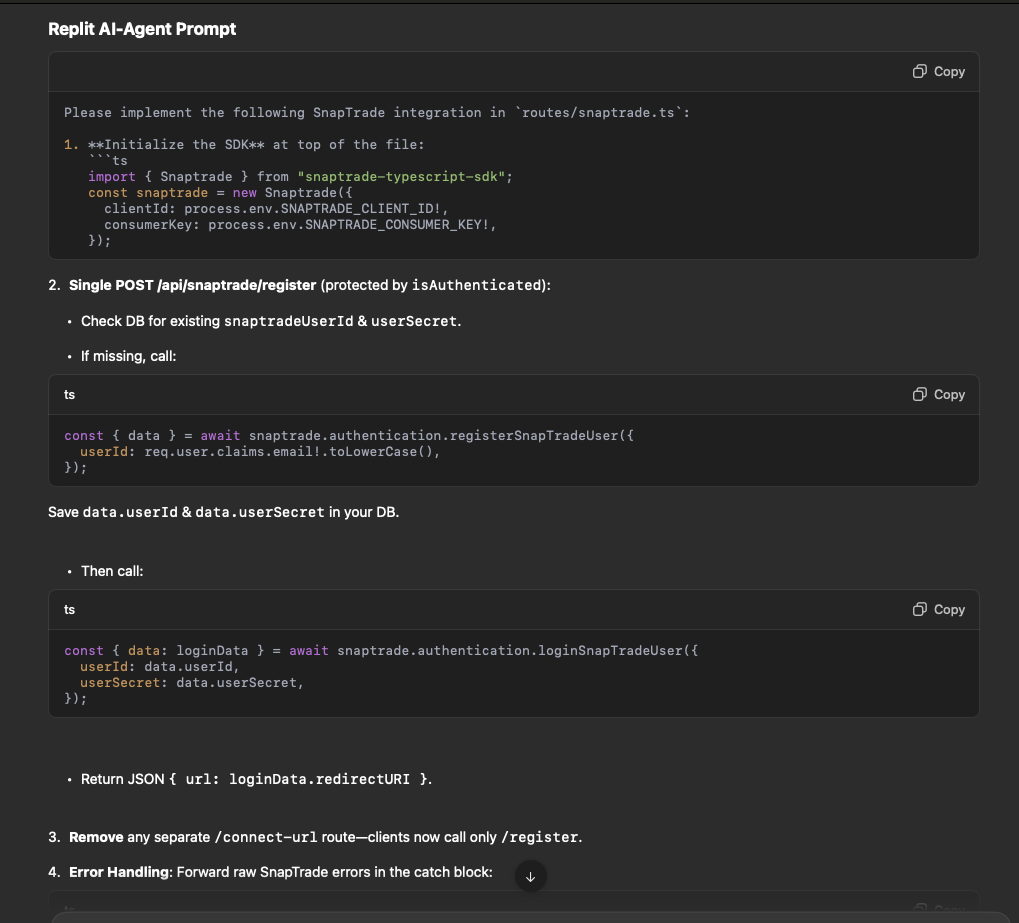 Replit AI-Agent Prompt
Copy
Please implement the following SnapTrade integration in `routes/snaptrade.ts`:
1. **Initialize the SDK** at top of the file:
```ts
import { Snaptrade } from "snaptrade-typescript-sdk";
const snaptrade = new Snaptrade({
clientId: process.env.SNAPTRADE_CLIENT_ID!,
consumerKey: process.env.SNAPTRADE_CONSUMER_KEY!,
});
2. Single POST /api/snaptrade/register (protected by isAuthenticated):
• Check DB for existing snaptradeUserId & userSecret.
• If missing, call:
ts Copy
const { data } = await snaptrade.authentication.registerSnapTradeUser({
userId: req.user.claims.email!.toLowerCase(),
});
Save data.userId & data.userSecret in your DB.
• Then call:
ts Copy
const { data: loginData } = await snaptrade.authentication.loginSnapTradeUser({
userId: data.userId,
userSecret: data.userSecret,
});
• Return JSON { url: loginData.redirectURI }.
3. Remove any separate /connect-url route—clients now call only /register.
4. Error Handling: Forward raw SnapTrade errors in the catch block:
ts Copy